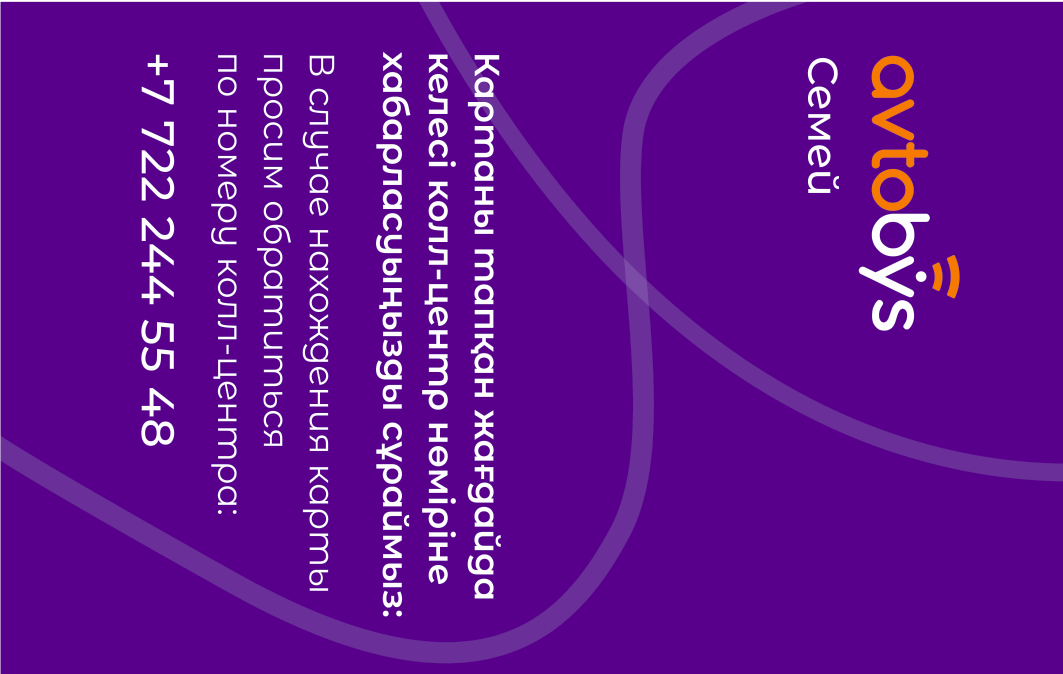 avtobÿs
Семей
Картаны тапқан жағдайда
келесі колл-центр нөміріне
хабарласуыңызды сұраймыз:
В случае нахождения карты
просим обратиться
по номеру колл-центра:
+7 722 244 55 48